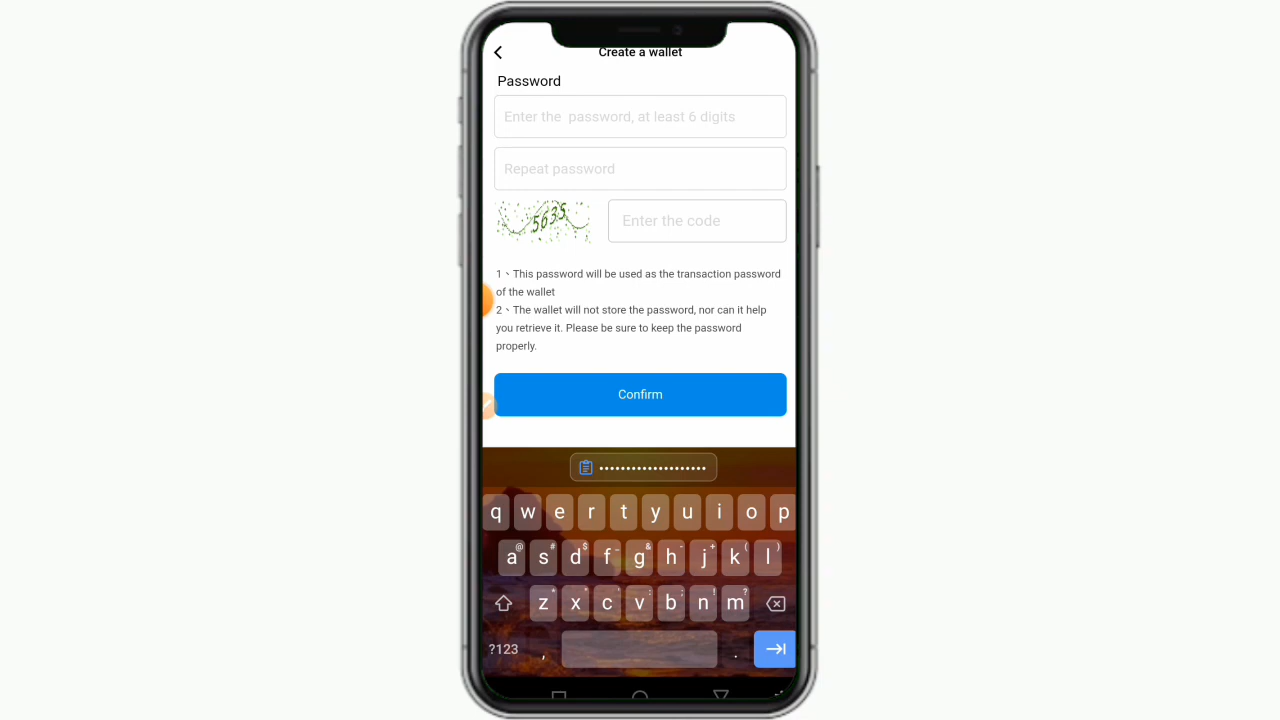 Create a wallet
Password
Enter the  password, at least 6 digits
Repeat password
5635
Enter the code
1、This password will be used as the transaction password
of the wallet
2、The wallet will not store the password, nor can it help
you retrieve it. Please be sure to keep the password
properly.
Confirm
••••••••••••••••••••
q w e r t y u i o p
@ # $ _ & - + ( )
a s d f g h j k l
* " ' : ; ! ?
z x c v b n m
?123 , .